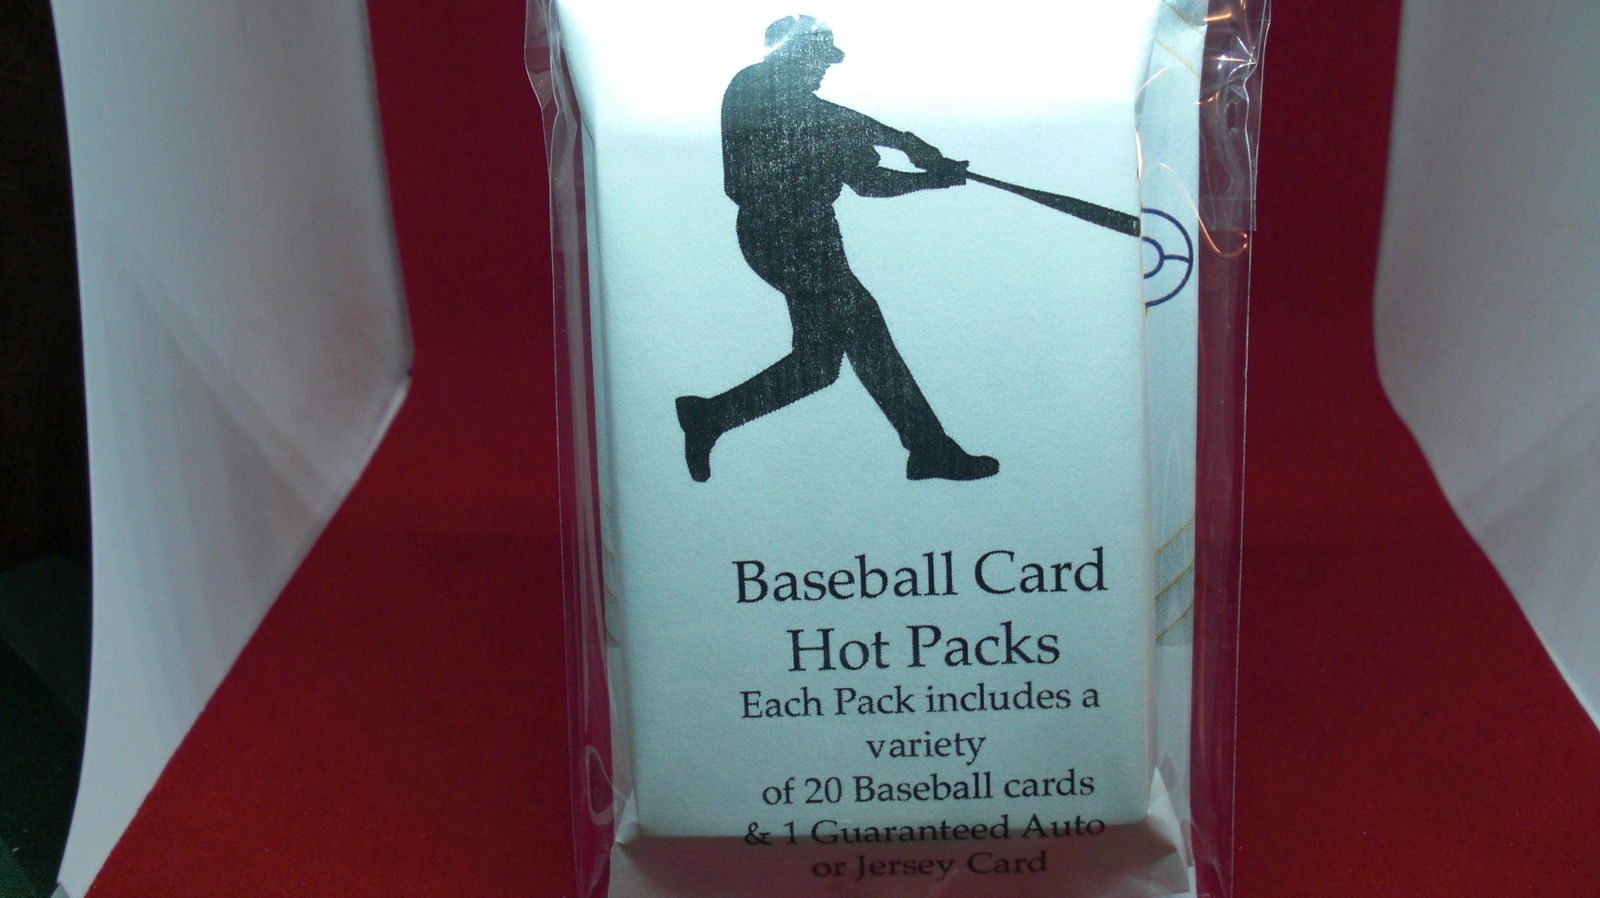 Baseball Card
Hot Packs
Each Pack includes a
variety
of 20 Baseball cards
& 1 Guaranteed Auto
or Jersey Card